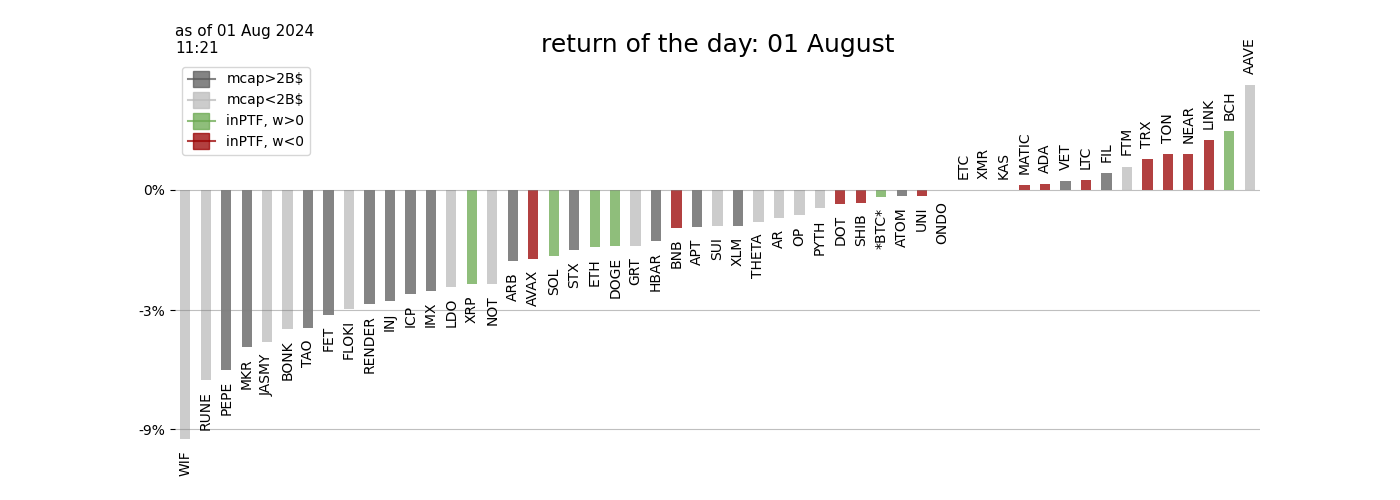 as of 01 Aug 2024
11:21
return of the day: 01 August
mcap>2B$
mcap<2B$
inPTF, w>0
inPTF, w<0
0%
-3%
-9%
WIF
RUNE
PEPE
MKR
JASMY
BONK
TAO
FET
FLOKI
RENDER
INJ
ICP
IMX
LDO
XRP
NOT
ARB
AVAX
SOL
STX
ETH
DOGE
GRT
HBAR
BNB
APT
SUI
XLM
THETA
AR
OP
PYTH
DOT
SHIB
*BTC*
ATOM
UNI
ONDO
ETC
XMR
KAS
MATIC
ADA
VET
LTC
FIL
FTM
TRX
TON
NEAR
LINK
BCH
AAVE